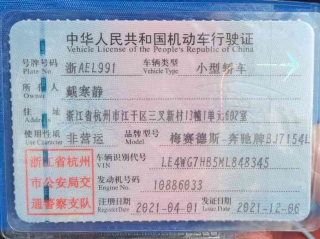 中华人民共和国机动车行驶证
Vehicle License of the People's Republic of China
号牌号码 浙AEL991 车辆类型 小型轿车
Plate No. Vehicle Type
所有人 戴寒静
Owner
住址 浙江省杭州市江干区三叉新村13幢1单元602室
Address
使用性质 非营运 品牌型号 梅赛德斯-奔驰牌BJ7154L
Use Character Model
浙江省杭州 车辆识别代号 LE4WG7HB5ML848345
VIN
市公安局交 发动机号码 10886033
Engine No.
通警察支队 注册日期 2021-04-01 发证日期 2021-12-06
Register Date Issue Date